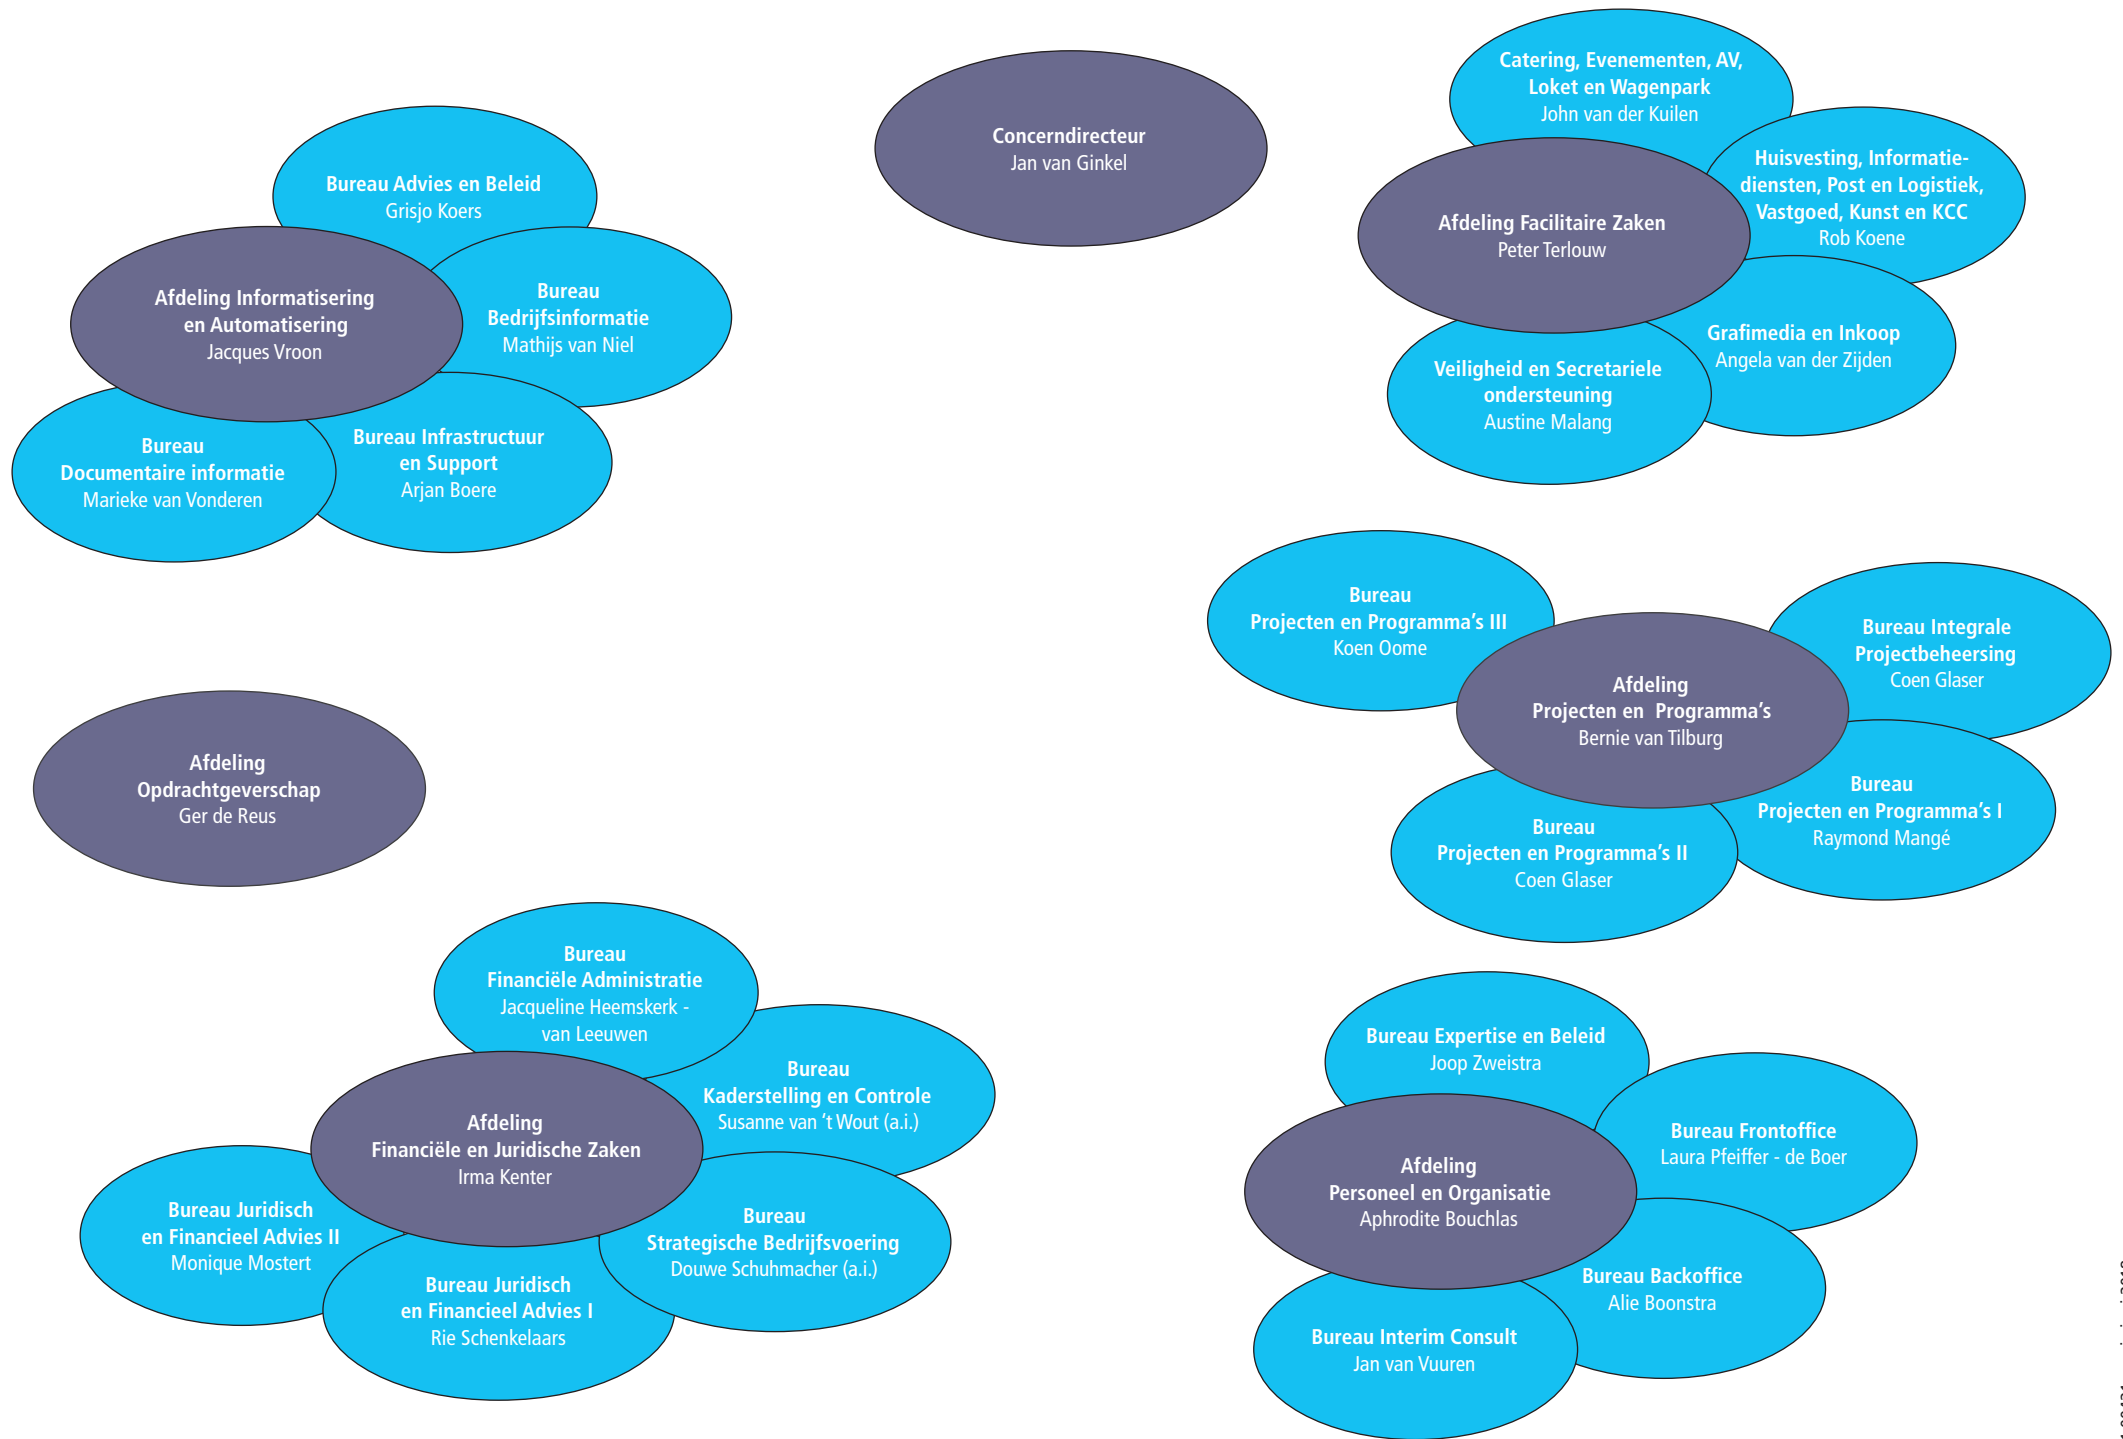 Concerndirecteur
Jan van Ginkel
Bureau Advies en Beleid
Grisjo Koers
Afdeling Informatisering
en Automatisering
Jacques Vroon
Bureau
Bedrijfsinformatie
Mathijs van Niel
Bureau Infrastructuur
en Support
Arjan Boere
Bureau
Documentaire informatie
Marieke van Vonderen
Catering, Evenementen, AV,
Loket en Wagenpark
John van der Kuilen
Huisvesting, Informatie-
diensten, Post en Logistiek,
Vastgoed, Kunst en KCC
Rob Koene
Afdeling Facilitaire Zaken
Peter Terlouw
Grafimedia en Inkoop
Angela van der Zijden
Veiligheid en Secretariele
ondersteuning
Austine Malang
Bureau
Projecten en Programma’s III
Koen Oome
Bureau Integrale
Projectbeheersing
Coen Glaser
Afdeling
Projecten en  Programma’s
Bernie van Tilburg
Bureau
Projecten en Programma’s I
Raymond Mangé
Bureau
Projecten en Programma’s II
Coen Glaser
Afdeling
Opdrachtgeverschap
Ger de Reus
Bureau
Financiële Administratie
Jacqueline Heemskerk -
van Leeuwen
Bureau
Kaderstelling en Controle
Susanne van ‘t Wout (a.i.)
Afdeling
Financiële en Juridische Zaken
Irma Kenter
Bureau
Strategische Bedrijfsvoering
Douwe Schuhmacher (a.i.)
Bureau Juridisch
en Financieel Advies II
Monique Mostert
Bureau Juridisch
en Financieel Advies I
Rie Schenkelaars
Bureau Expertise en Beleid
Joop Zweistra
Bureau Frontoffice
Laura Pfeiffer - de Boer
Afdeling
Personeel en Organisatie
Aphrodite Bouchlas
Bureau Backoffice
Alie Boonstra
Bureau Interim Consult
Jan van Vuuren